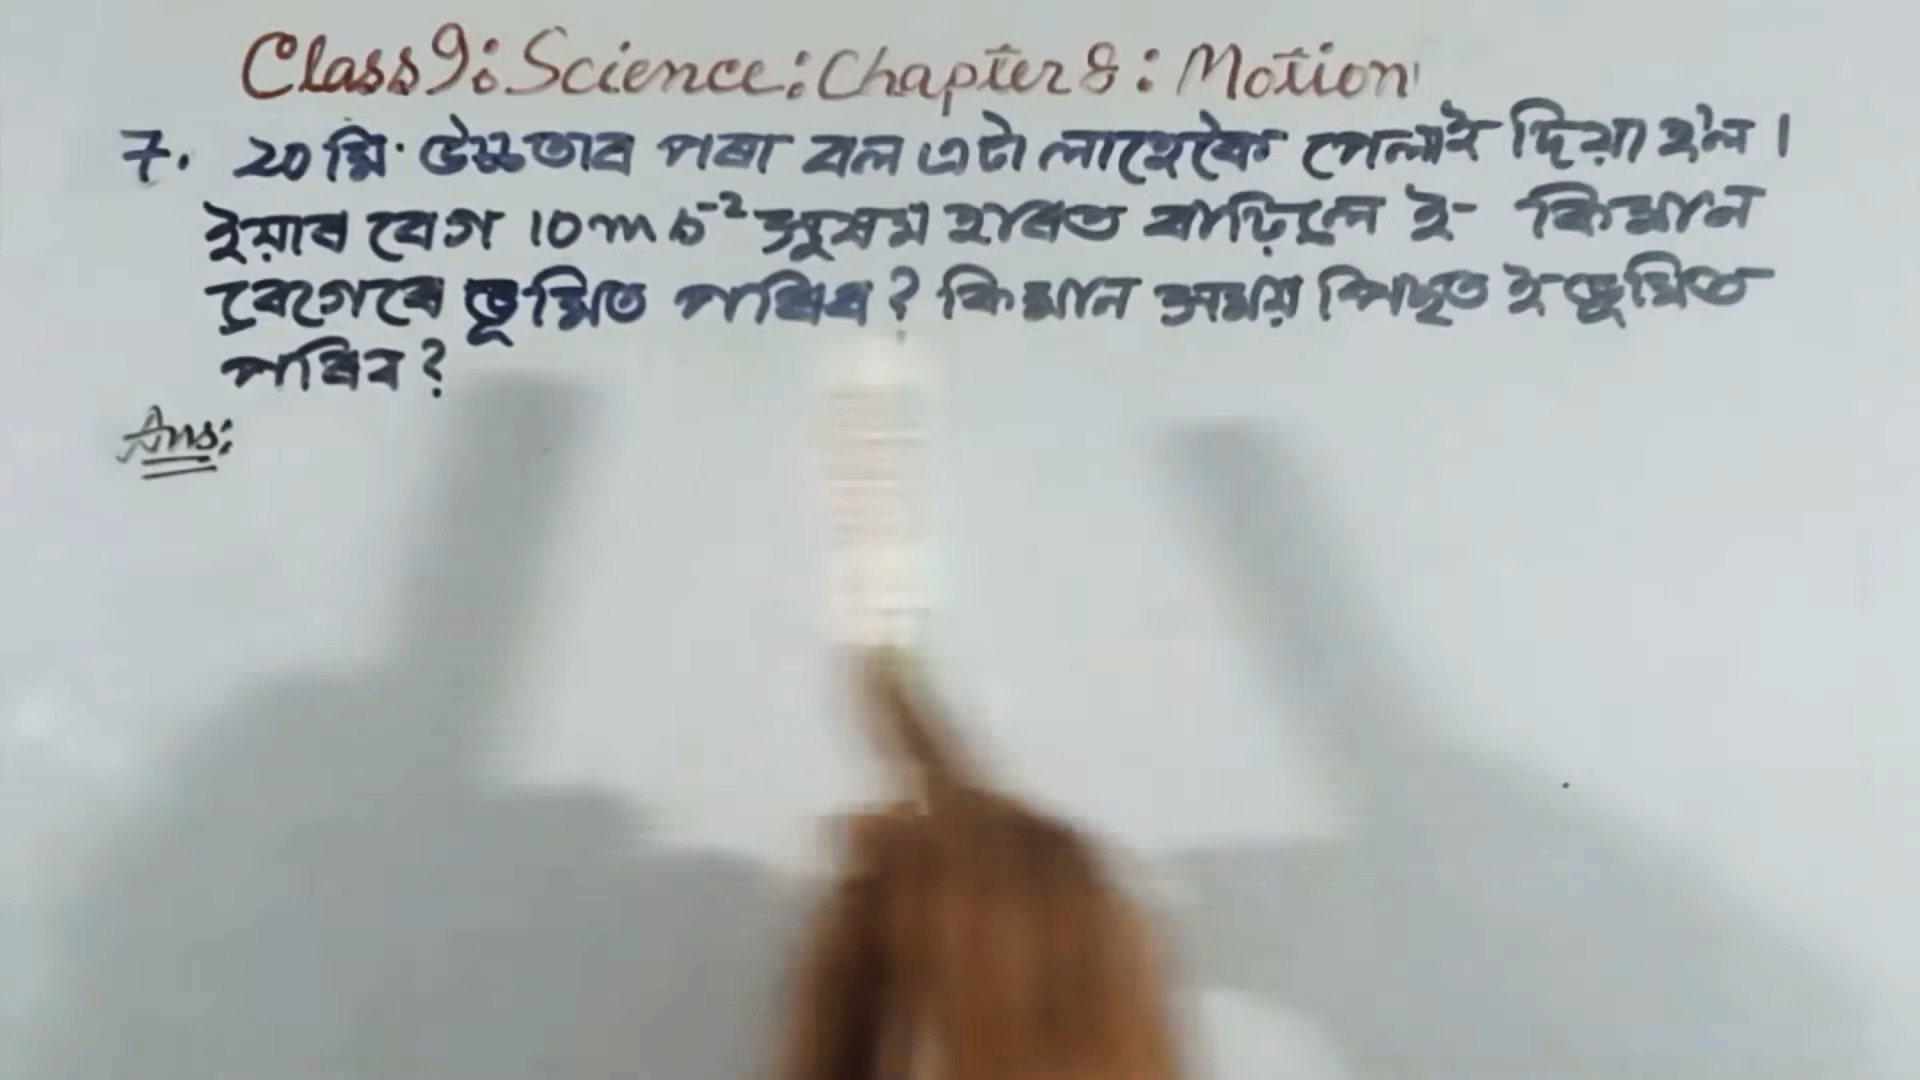 Class 9: Science: Chapter 8: Motion
7. 20 মি. উচ্চতাৰ পৰা বল এটা লাহেকৈ পেলাই দিয়া হ'ল।
ইয়াৰ বেগ 10 m s⁻² সুষম হাৰত বাঢ়িলে ই- কিমান
বেগেৰে ভূমিত পৰিব? কিমান সময় পিছত ই ভূমিত
পৰিব?
Ans: